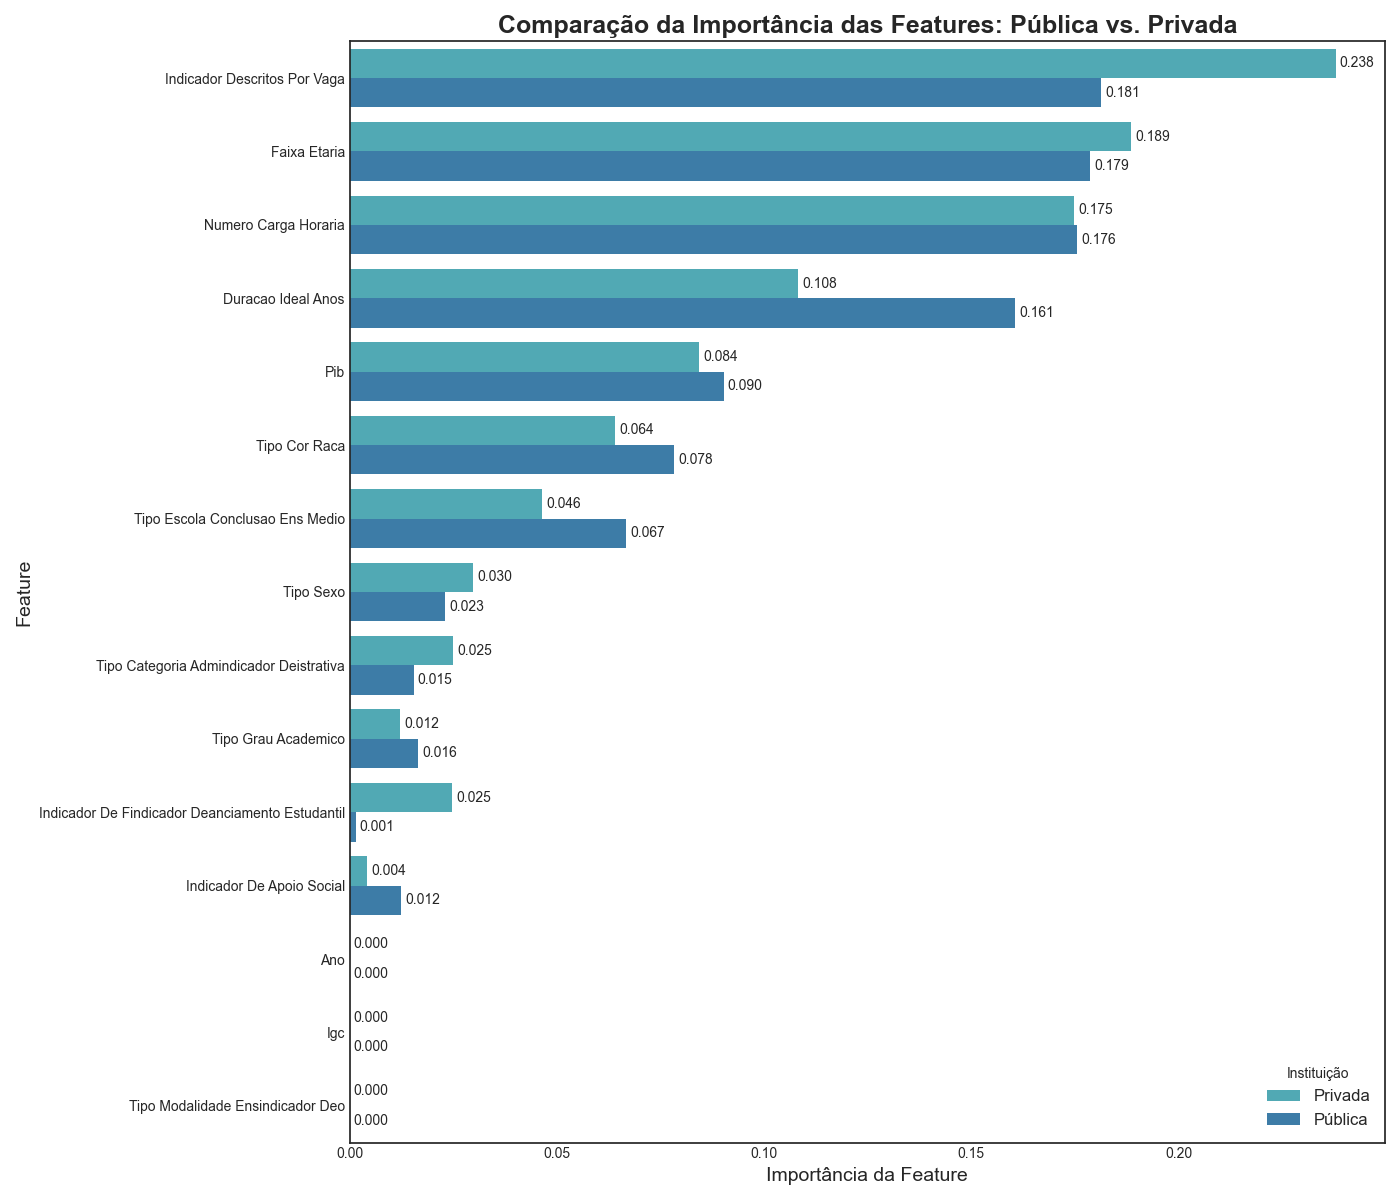 Comparação da Importância das Features: Pública vs. Privada
Indicador Descritos Por Vaga
0.238
0.181
Faixa Etaria
0.189
0.179
Numero Carga Horaria
0.175
0.176
Duracao Ideal Anos
0.108
0.161
Pib
0.084
0.090
Tipo Cor Raca
0.064
0.078
Tipo Escola Conclusao Ens Medio
0.046
0.067
Tipo Sexo
0.030
0.023
Tipo Categoria Admindicador Deistrativa
0.025
0.015
Tipo Grau Academico
0.012
0.016
Indicador De Findicador Deanciamento Estudantil
0.025
0.001
Indicador De Apoio Social
0.004
0.012
Ano
0.000
0.000
Igc
0.000
0.000
Tipo Modalidade Ensindicador Deo
0.000
0.000
Feature
Instituição
Privada
Pública
0.00 0.05 0.10 0.15 0.20
Importância da Feature